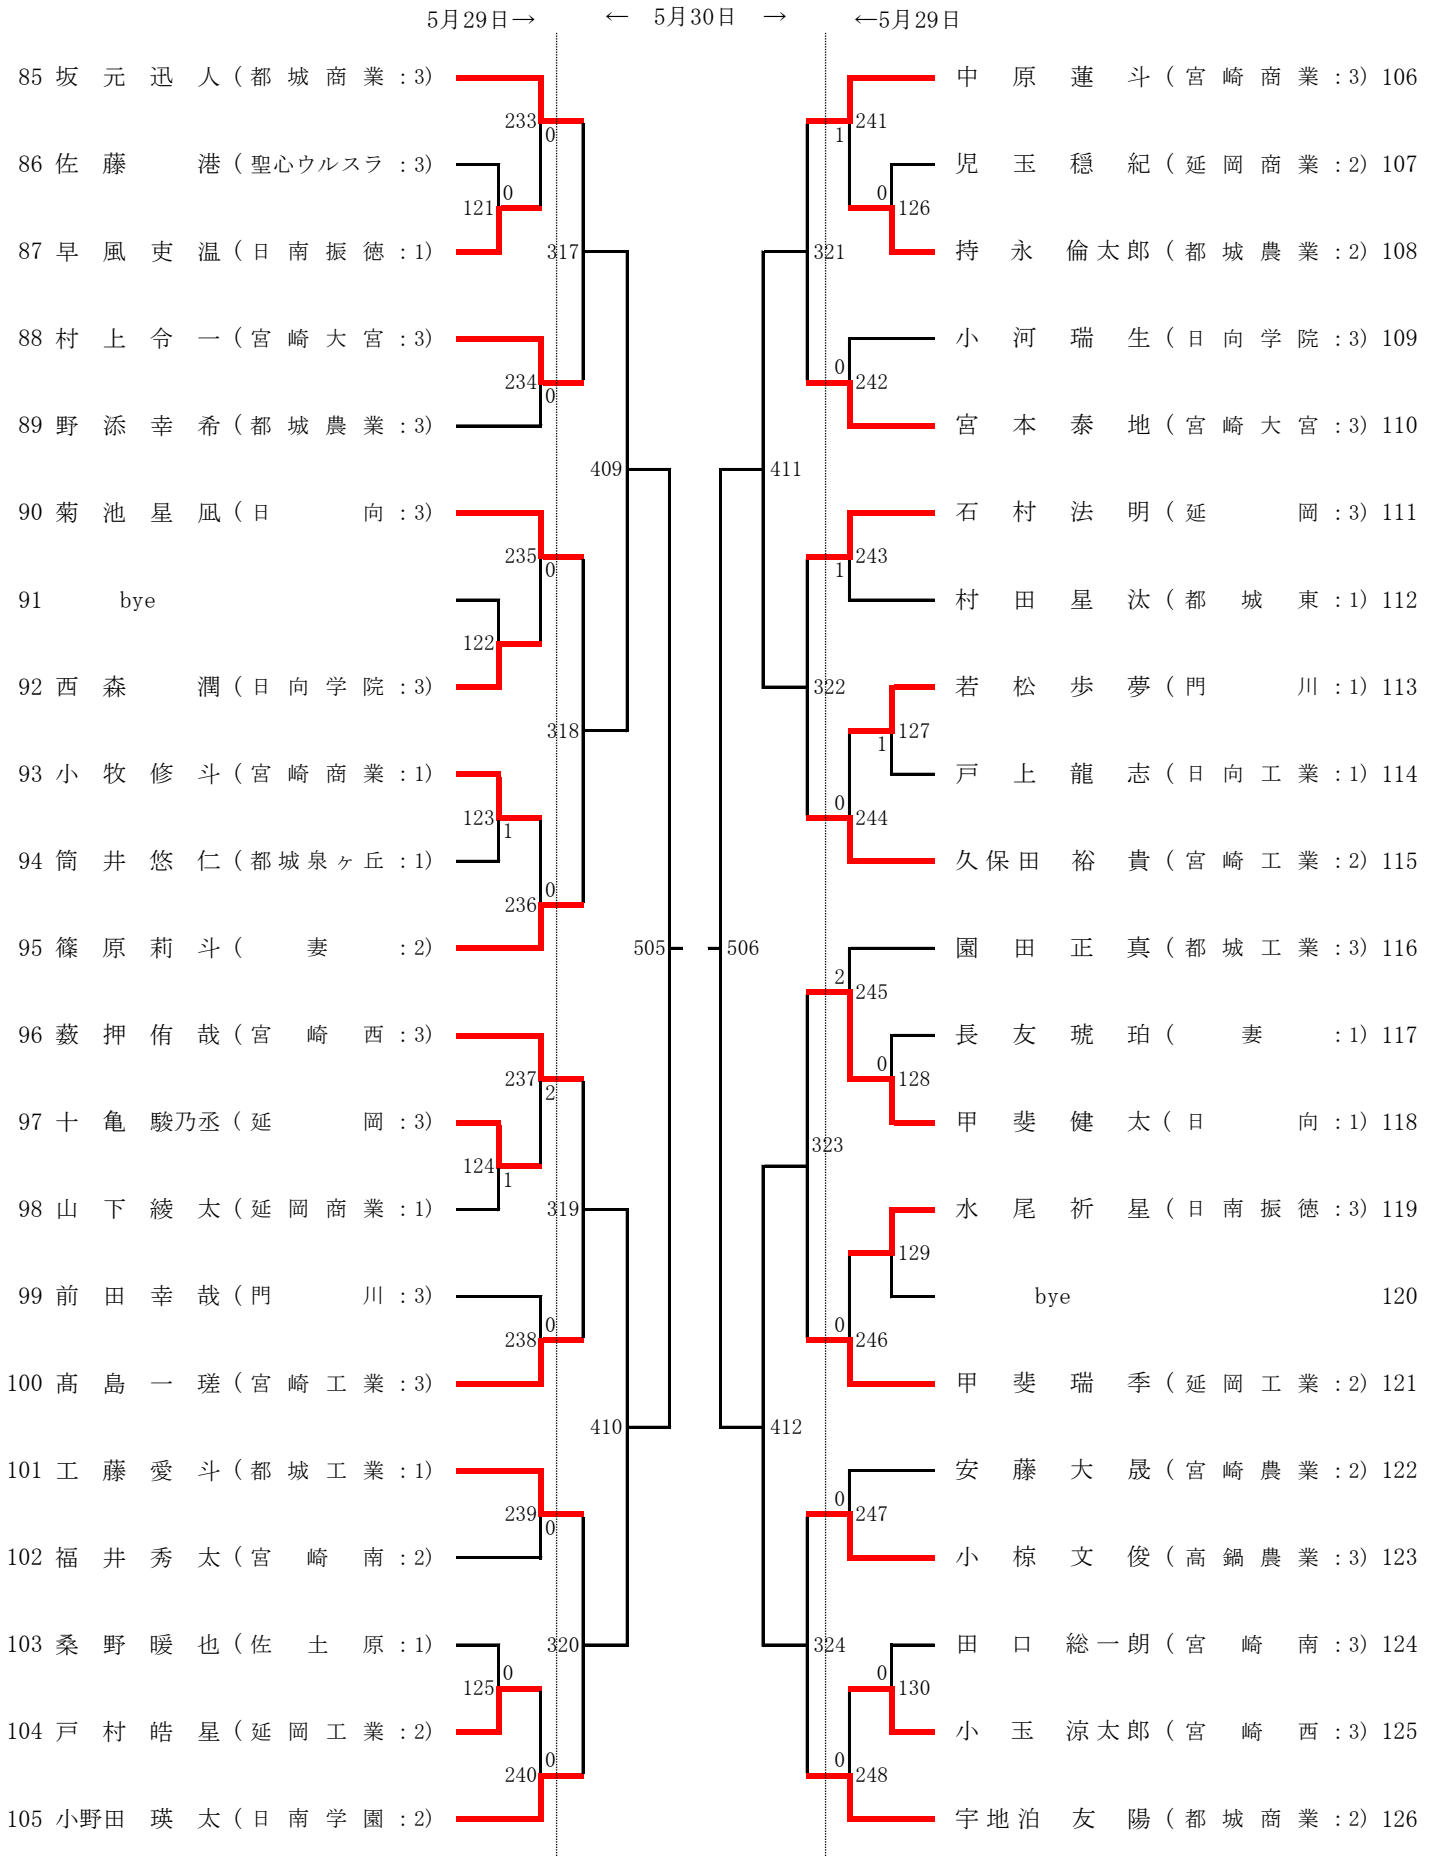 5月29日→ ← 5月30日 → ←5月29日
85 坂元迅人 (都城商業:3)
中原蓮斗 (宮崎商業:3) 106
233 0
241 1
86 佐藤 港 (聖心ウルスラ:3)
児玉穏紀 (延岡商業:2) 107
121 0
0 126
87 早風吏温 (日南振徳:1)
317
321
持永倫太郎 (都城農業:2) 108
88 村上令一 (宮崎大宮:3)
小河瑞生 (日向学院:3) 109
234 0
0 242
89 野添幸希 (都城農業:3)
宮本泰地 (宮崎大宮:3) 110
409
411
90 菊池星凪 (日向:3)
石村法明 (延岡:3) 111
235 0
243 1
91 bye
村田星汰 (都城東:1) 112
122
92 西森 潤 (日向学院:3)
322
若松歩夢 (門川:1) 113
318
127 1
93 小牧修斗 (宮崎商業:1)
戸上龍志 (日向工業:1) 114
123 1
0 244
94 筒井悠仁 (都城泉ヶ丘:1)
久保田裕貴 (宮崎工業:2) 115
236 0
95 篠原莉斗 (妻:2)
505
506
園田正真 (都城工業:3) 116
2 245
96 薮押侑哉 (宮崎西:3)
長友琥珀 (妻:1) 117
237 2
0 128
97 十亀駿乃丞 (延岡:3)
甲斐健太 (日向:1) 118
323
124 1
98 山下綾太 (延岡商業:1)
319
水尾祈星 (日南振徳:3) 119
129
99 前田幸哉 (門川:3)
bye 120
238 0
0 246
100 髙島一瑳 (宮崎工業:3)
甲斐瑞季 (延岡工業:2) 121
410
412
101 工藤愛斗 (都城工業:1)
安藤大晟 (宮崎農業:2) 122
239 0
0 247
102 福井秀太 (宮崎南:2)
小椋文俊 (高鍋農業:3) 123
103 桑野暖也 (佐土原:1)
320
324
田口総一朗 (宮崎南:3) 124
125 0
0 130
104 戸村皓星 (延岡工業:2)
小玉涼太郎 (宮崎西:3) 125
240 0
0 248
105 小野田瑛太 (日南学園:2)
宇地泊友陽 (都城商業:2) 126